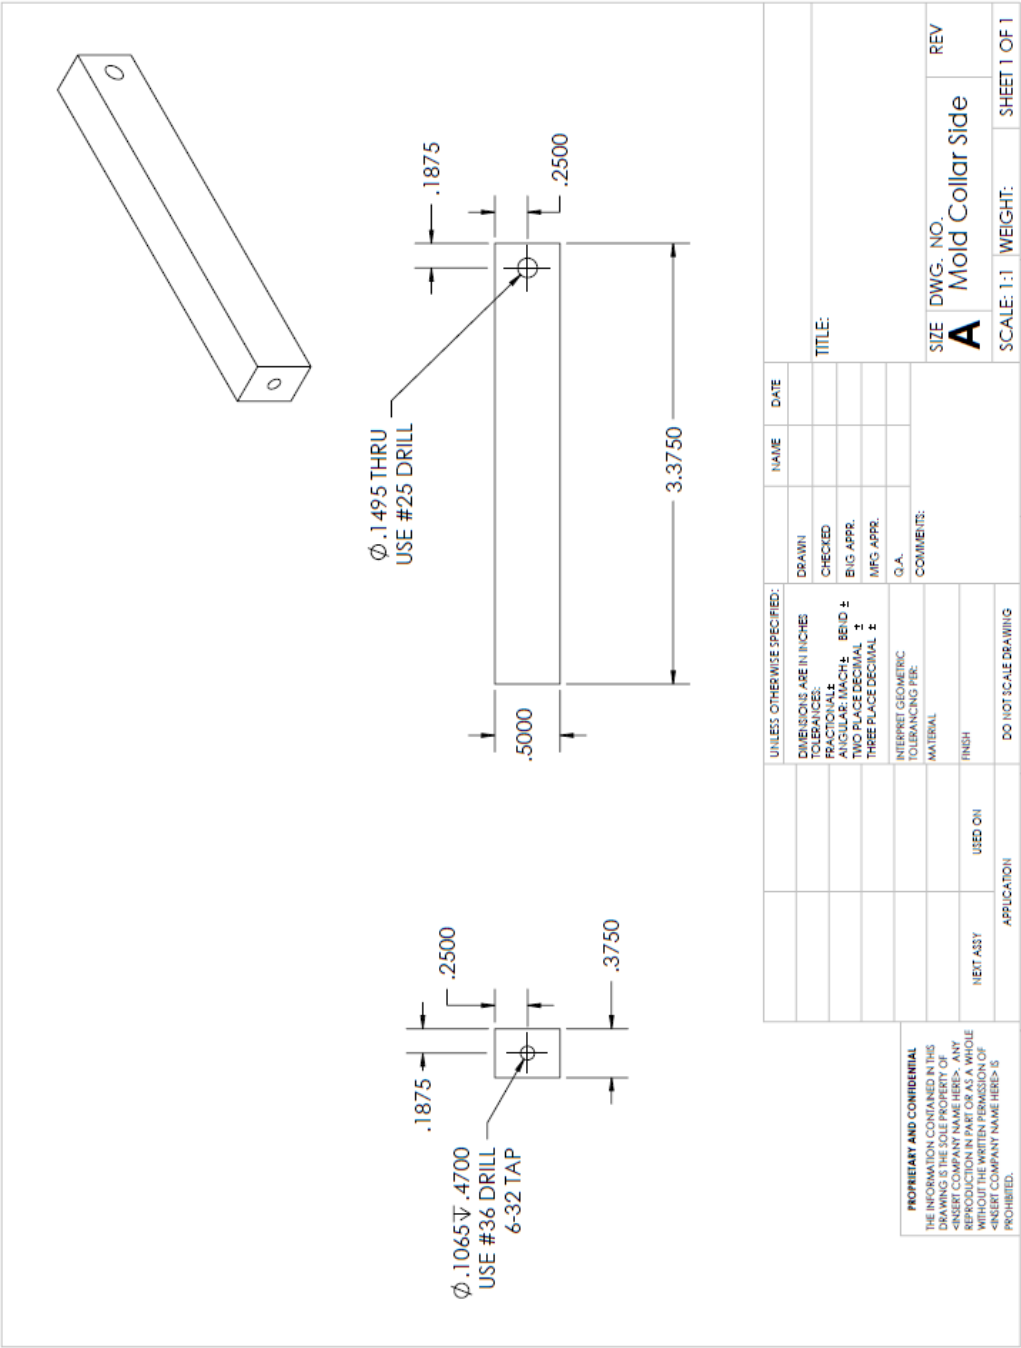 Ø.1495 THRU
USE #25 DRILL
.1875
.2500
3.3750
.5000
Ø.1065↧.4700
USE #36 DRILL
6-32 TAP
.1875
.2500
.3750
PROPRIETARY AND CONFIDENTIAL
THE INFORMATION CONTAINED IN THIS
DRAWING IS THE SOLE PROPERTY OF
<INSERT COMPANY NAME HERE>. ANY
REPRODUCTION IN PART OR AS A WHOLE
WITHOUT THE WRITTEN PERMISSION OF
<INSERT COMPANY NAME HERE> IS
PROHIBITED.
NEXT ASSY
USED ON
APPLICATION
UNLESS OTHERWISE SPECIFIED:
DIMENSIONS ARE IN INCHES
TOLERANCES:
FRACTIONAL±
ANGULAR: MACH± BEND ±
TWO PLACE DECIMAL ±
THREE PLACE DECIMAL ±
INTERPRET GEOMETRIC
TOLERANCING PER:
MATERIAL
FINISH
DO NOT SCALE DRAWING
NAME
DATE
DRAWN
CHECKED
ENG APPR.
MFG APPR.
Q.A.
COMMENTS:
TITLE:
SIZE
A
DWG. NO.
Mold Collar Side
REV
SCALE: 1:1
WEIGHT:
SHEET 1 OF 1